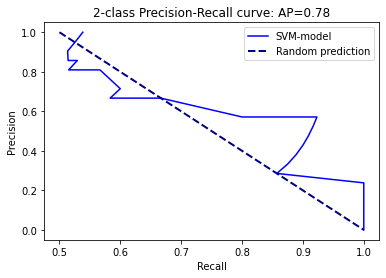 2-class Precision-Recall curve: AP=0.78
SVM-model
Random prediction
Precision
1.0
0.8
0.6
0.4
0.2
0.0
0.5 0.6 0.7 0.8 0.9 1.0
Recall